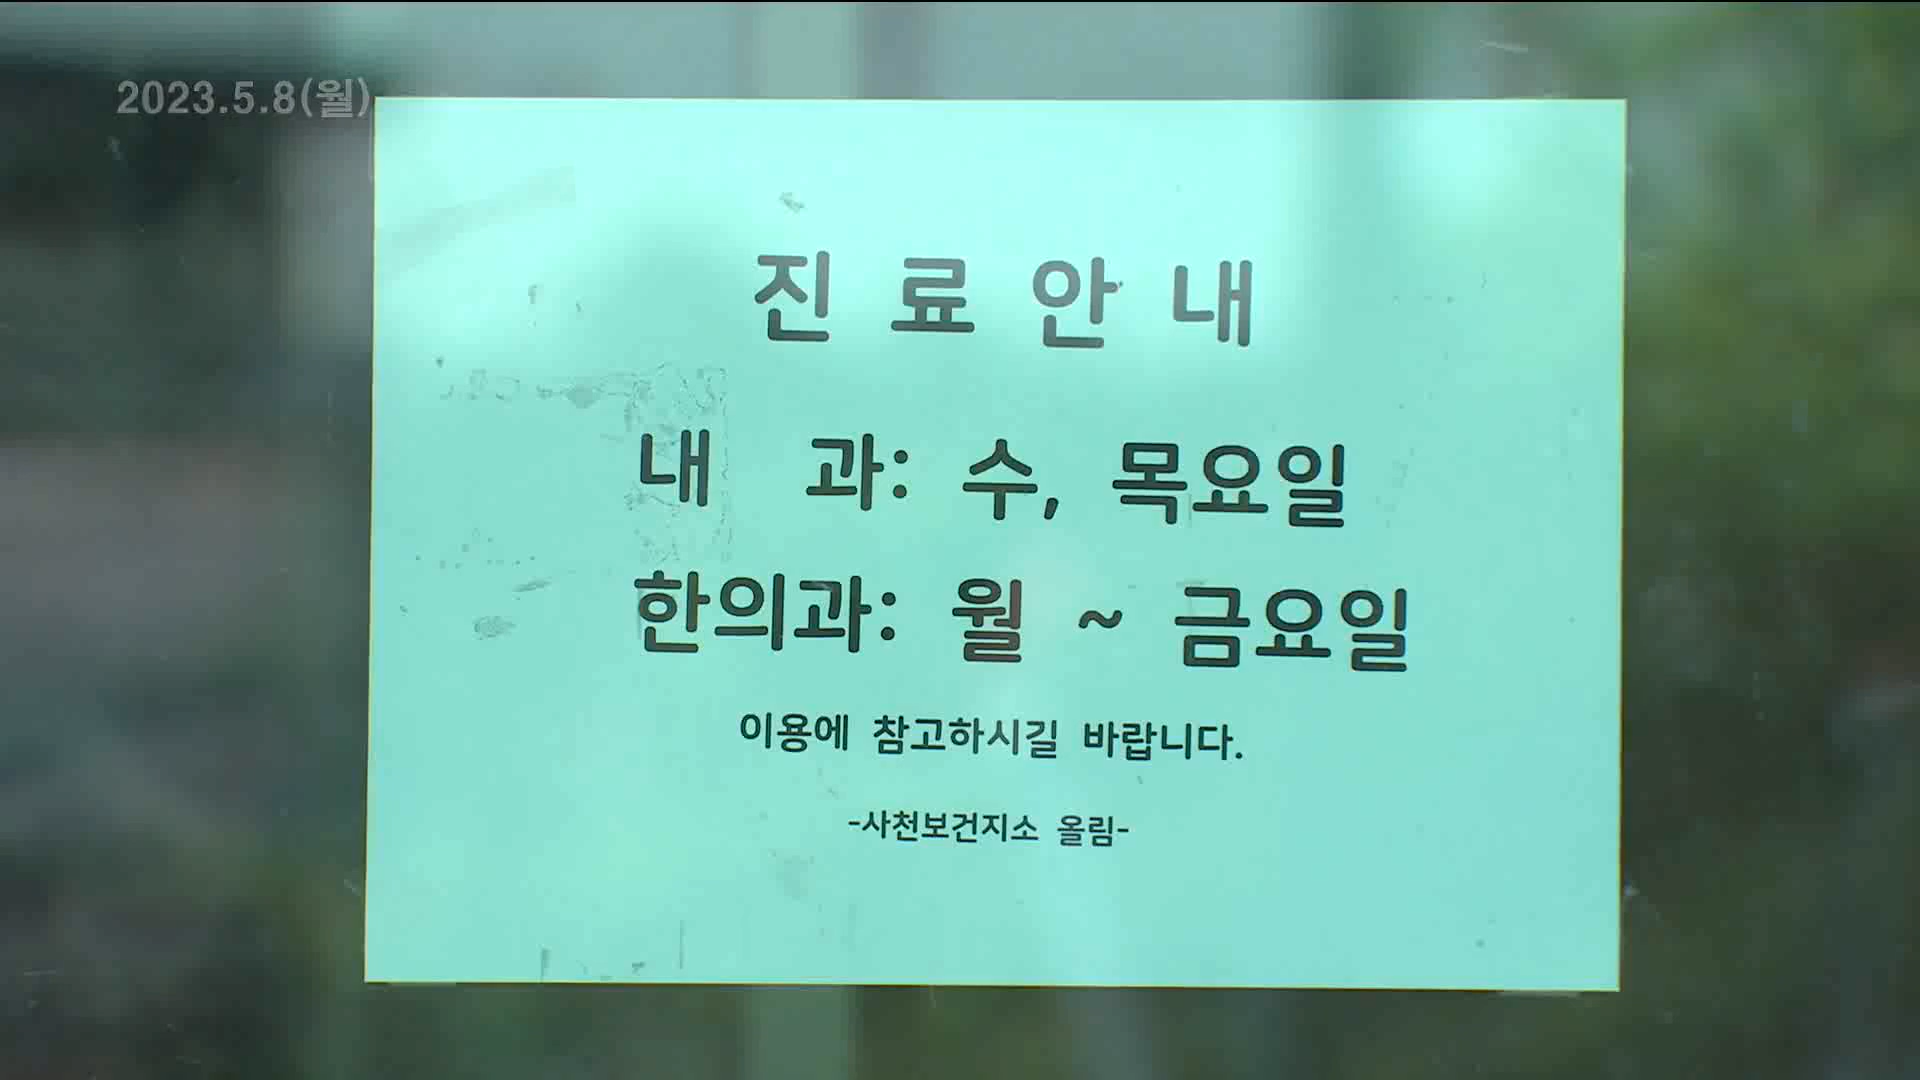 2023.5.8(월)
진 료 안 내
내 과: 수, 목요일
한의과: 월 ~ 금요일
이용에 참고하시길 바랍니다.
-사천보건지소 올림-